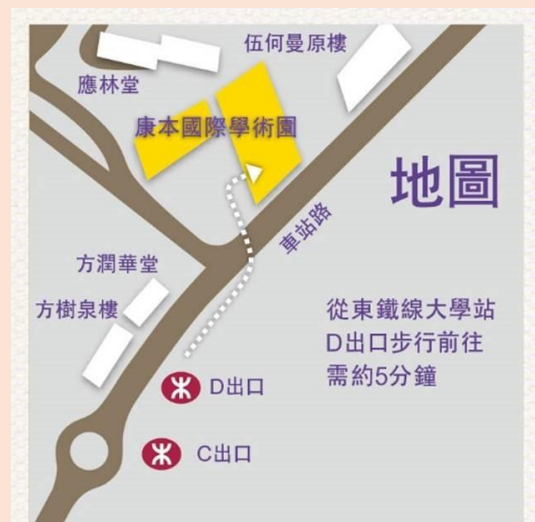 伍何曼原樓
應林堂
康本國際學術園
地圖
車站路
方潤華堂
方樹泉樓
從東鐵線大學站
D出口步行前往
需約5分鐘
D出口
C出口